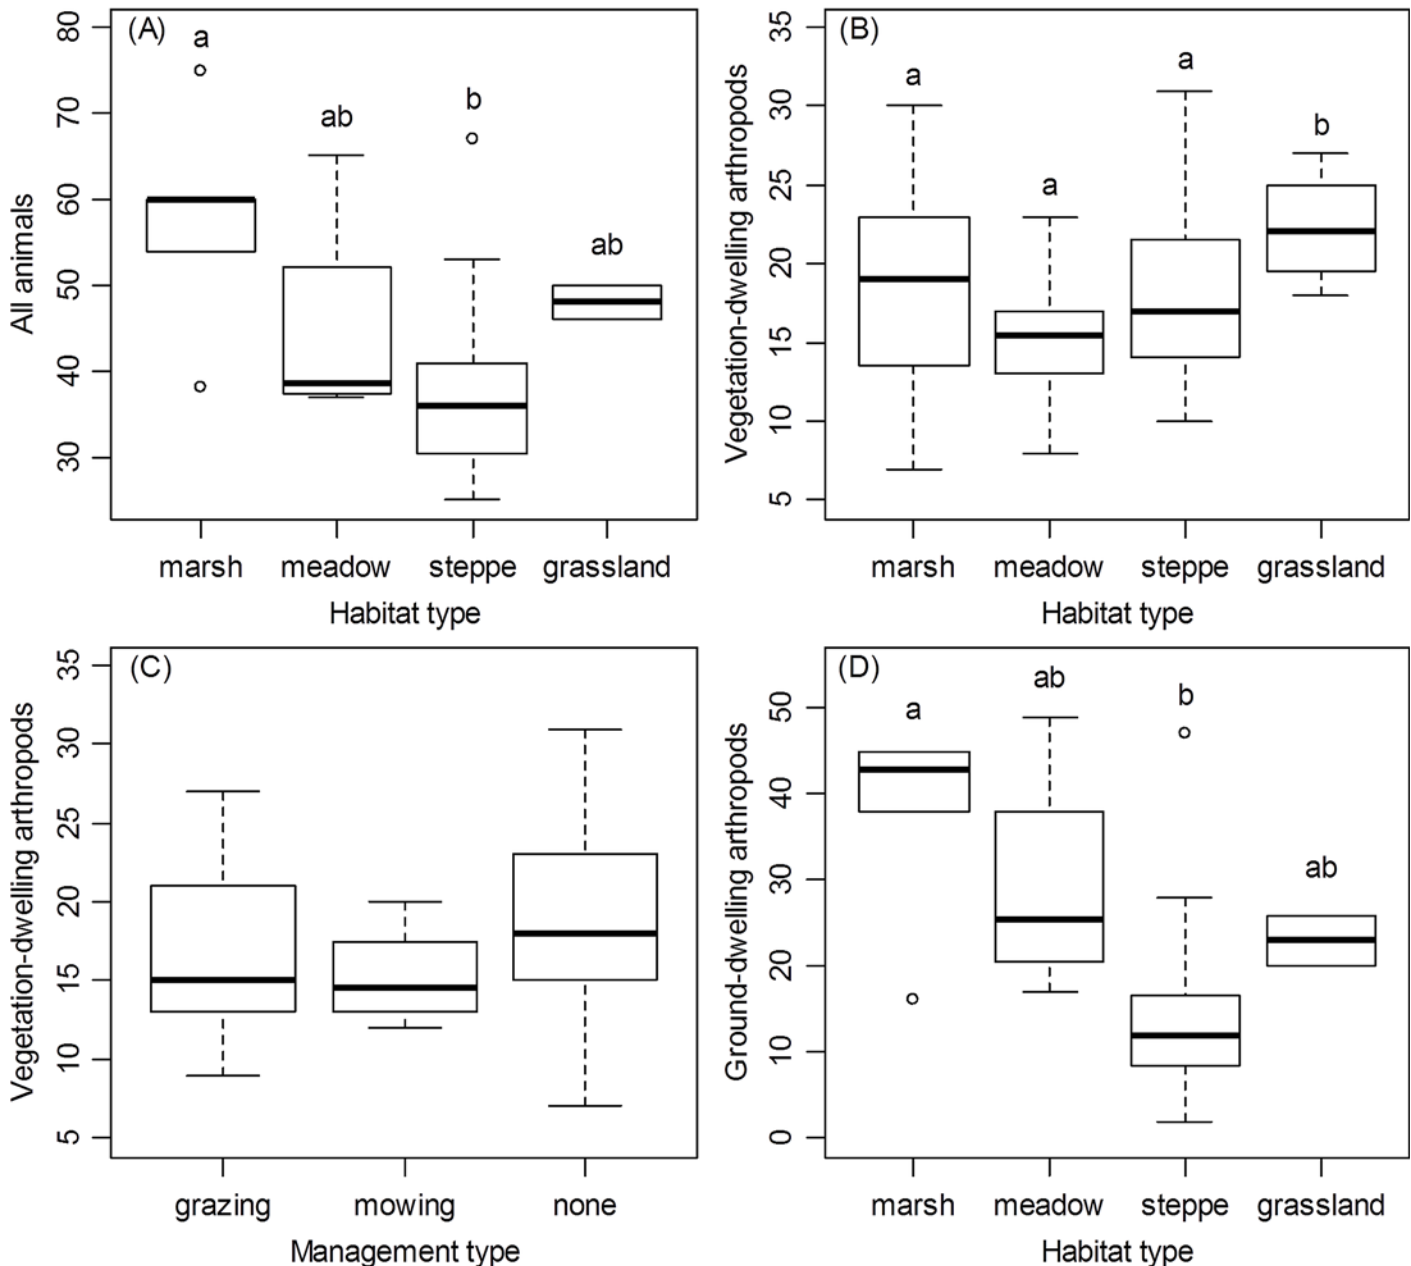 (A)
a
ab
b
ab
All animals
80
70
60
50
40
30
marsh meadow steppe grassland
Habitat type
(B)
a
a
a
b
Vegetation-dwelling arthropods
35
30
25
20
15
10
5
marsh meadow steppe grassland
Habitat type
(C)
Vegetation-dwelling arthropods
35
30
25
20
15
10
5
grazing mowing none
Management type
(D)
a
ab
b
ab
Ground-dwelling arthropods
50
40
30
20
10
0
marsh meadow steppe grassland
Habitat type